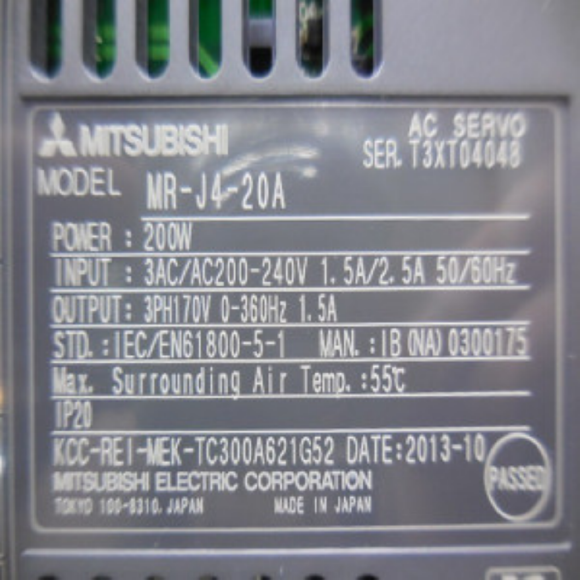 MITSUBISHI
AC SERVO
SER. T3XT04048
MODEL MR-J4-20A
POWER : 200W
INPUT : 3AC/AC200-240V 1.5A/2.5A 50/60Hz
OUTPUT: 3PH170V 0-360Hz 1.5A
STD.:IEC/EN61800-5-1 MAN.:IB(NA)0300175
Max. Surrounding Air Temp.:55℃
IP20
KCC-REI-MEK-TC300A621G52 DATE:2013-10
PASSED
MITSUBISHI ELECTRIC CORPORATION
TOKYO 100-8310, JAPAN MADE IN JAPAN